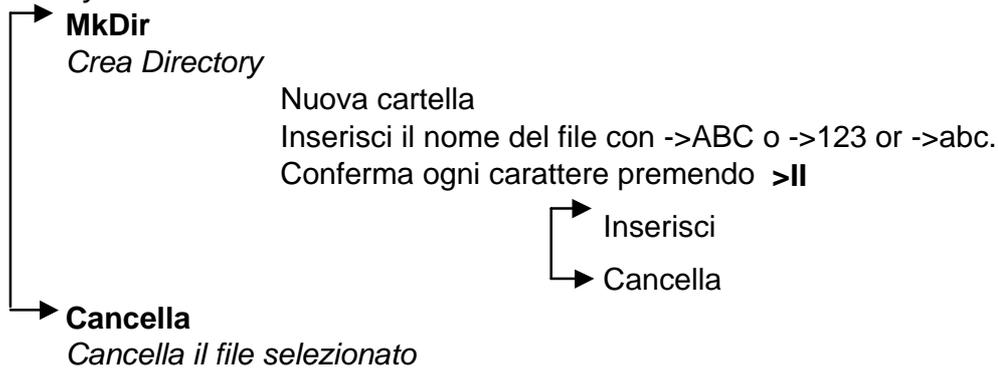 MkDir
Crea Directory
Nuova cartella
Inserisci il nome del file con ->ABC o ->123 or ->abc.
Conferma ogni carattere premendo >II
Inserisci
Cancella
Cancella
Cancella il file selezionato